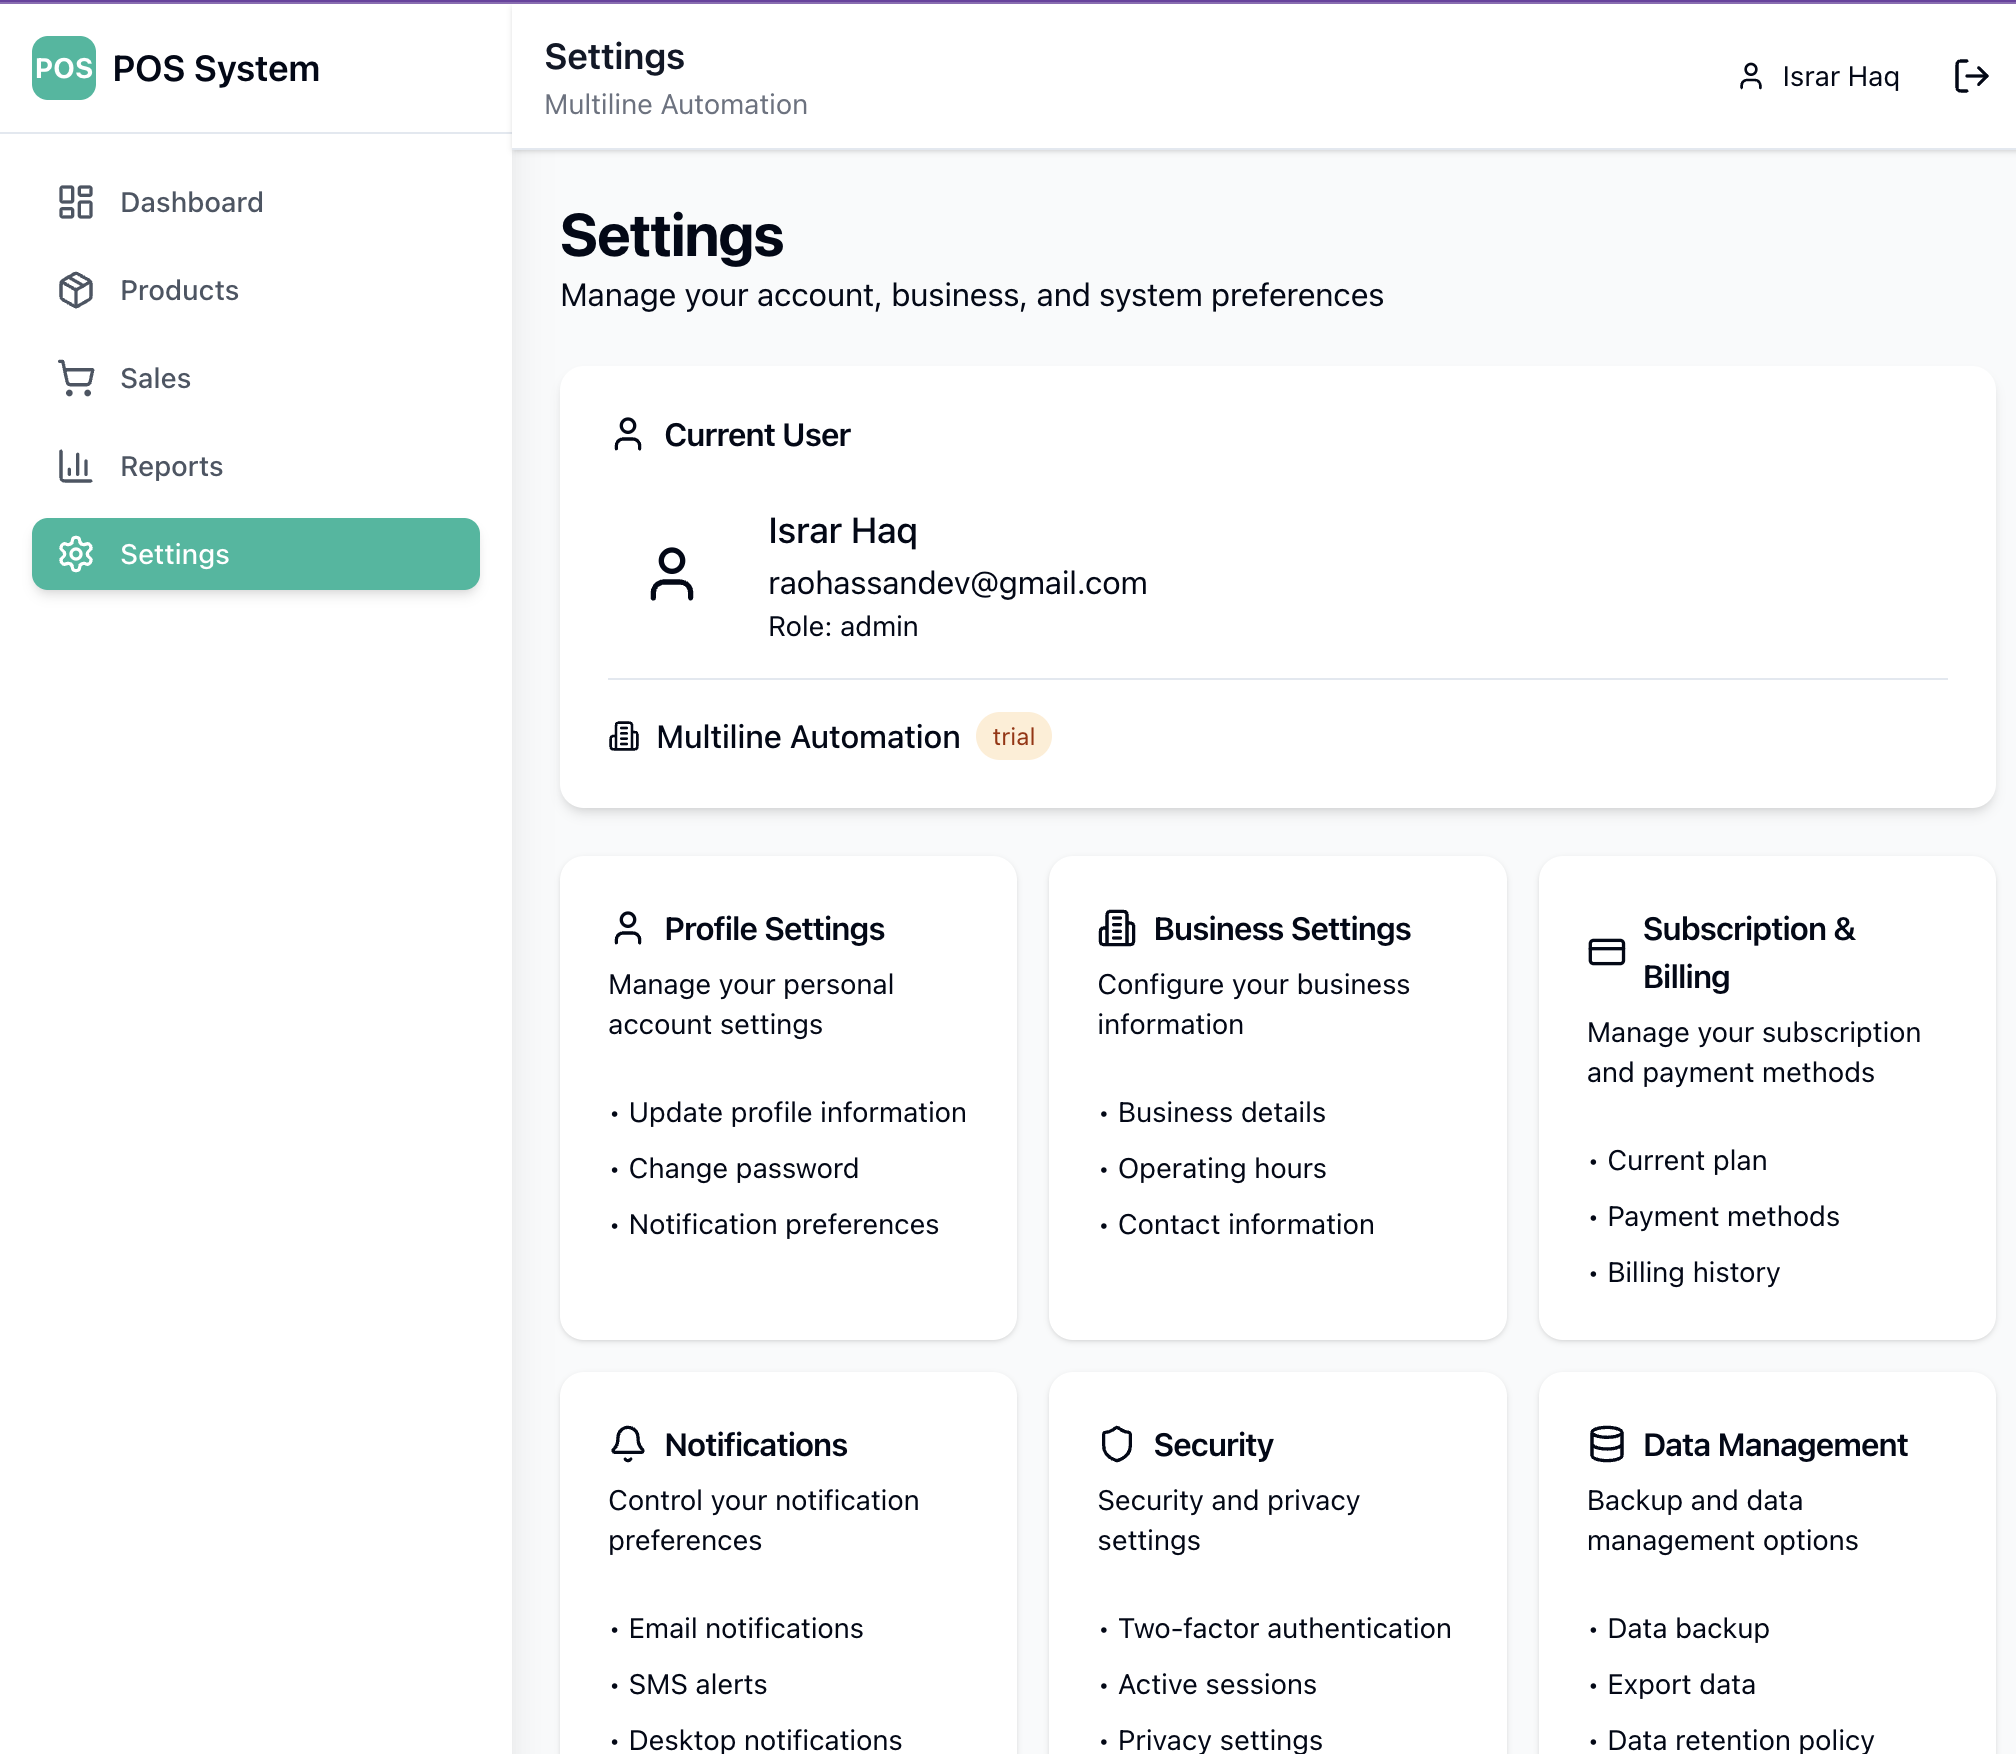 POS
POS System
Dashboard
Products
Sales
Reports
Settings
Settings
Multiline Automation
Israr Haq
Settings
Manage your account, business, and system preferences
Current User
Israr Haq
raohassandev@gmail.com
Role: admin
Multiline Automation
trial
Profile Settings
Manage your personal
account settings
• Update profile information
• Change password
• Notification preferences
Business Settings
Configure your business
information
• Business details
• Operating hours
• Contact information
Subscription &
Billing
Manage your subscription
and payment methods
• Current plan
• Payment methods
• Billing history
Notifications
Control your notification
preferences
• Email notifications
• SMS alerts
• Desktop notifications
Security
Security and privacy
settings
• Two-factor authentication
• Active sessions
• Privacy settings
Data Management
Backup and data
management options
• Data backup
• Export data
• Data retention policy